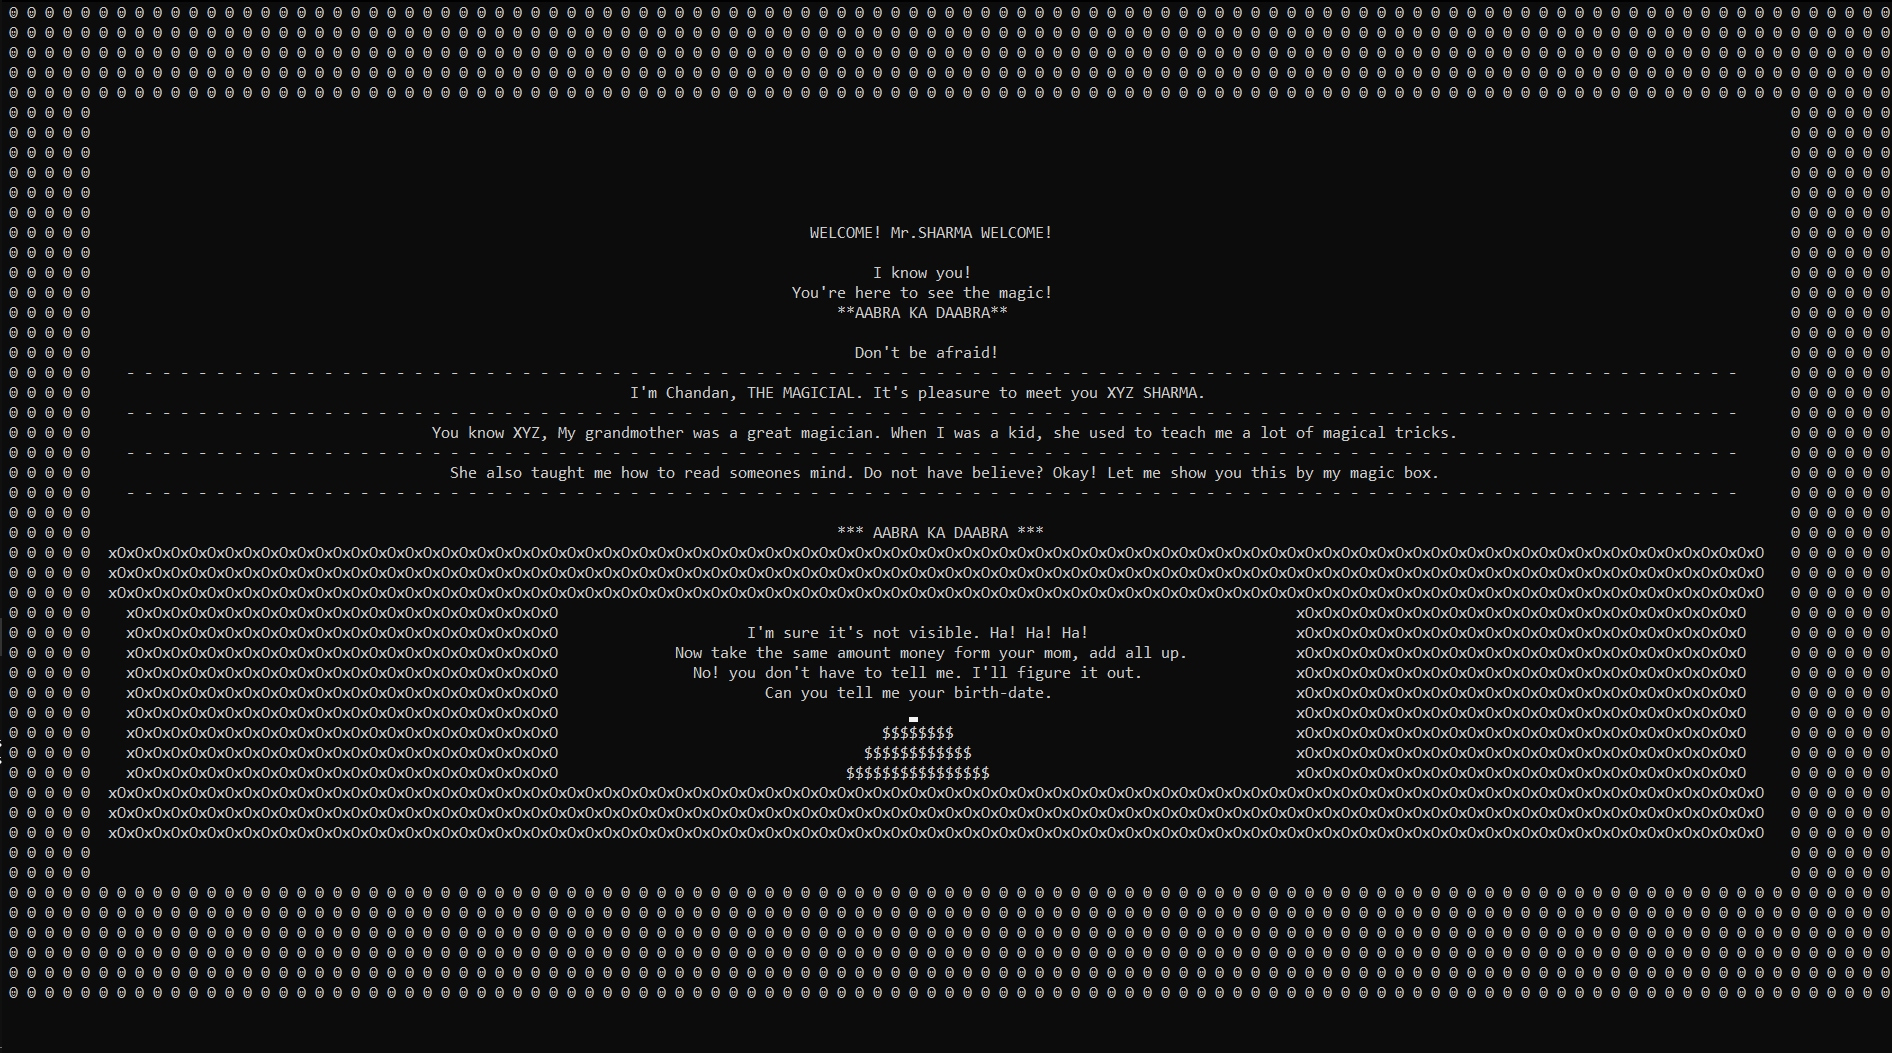 WELCOME! Mr.SHARMA WELCOME!
I know you!
You're here to see the magic!
**AABRA KA DAABRA**
Don't be afraid!
I'm Chandan, THE MAGICIAL. It's pleasure to meet you XYZ SHARMA.
You know XYZ, My grandmother was a great magician. When I was a kid, she used to teach me a lot of magical tricks.
She also taught me how to read someones mind. Do not have believe? Okay! Let me show you this by my magic box.
*** AABRA KA DAABRA ***
I'm sure it's not visible. Ha! Ha! Ha!
Now take the same amount money form your mom, add all up.
No! you don't have to tell me. I'll figure it out.
Can you tell me your birth-date.
$$$$$$$$
$$$$$$$$$$$$
$$$$$$$$$$$$$$$$